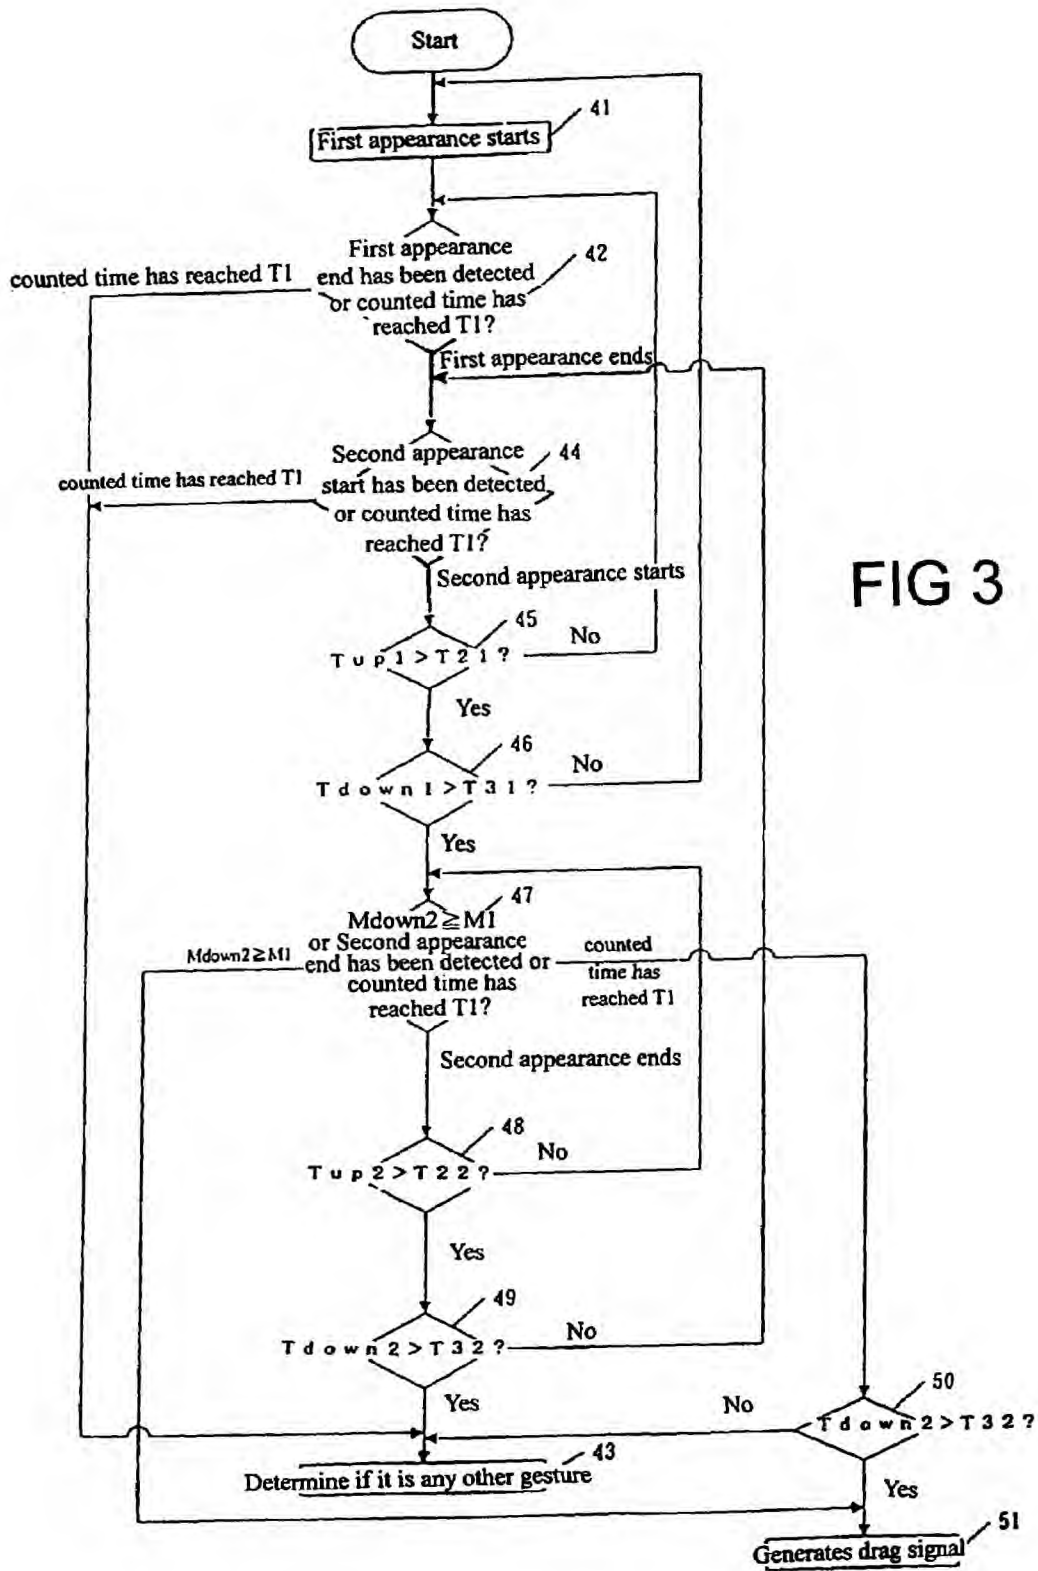 Start
41
First appearance starts
First appearance
end has been detected
or counted time has
reached T1?
42
counted time has reached T1
First appearance ends
Second appearance
start has been detected
or counted time has
reached T1?
44
counted time has reached T1
Second appearance starts
FIG 3
45
Tup1>T21?
No
Yes
46
Tdown1>T31?
No
Yes
47
Mdown2≧M1
or Second appearance
end has been detected or
counted time has
reached T1?
Mdown2≥M1
counted
time has
reached T1
Second appearance ends
48
Tup2>T22?
No
Yes
49
Tdown2>T32?
No
Yes
50
Tdown2>T32?
No
Yes
43
Determine if it is any other gesture
51
Generates drag signal